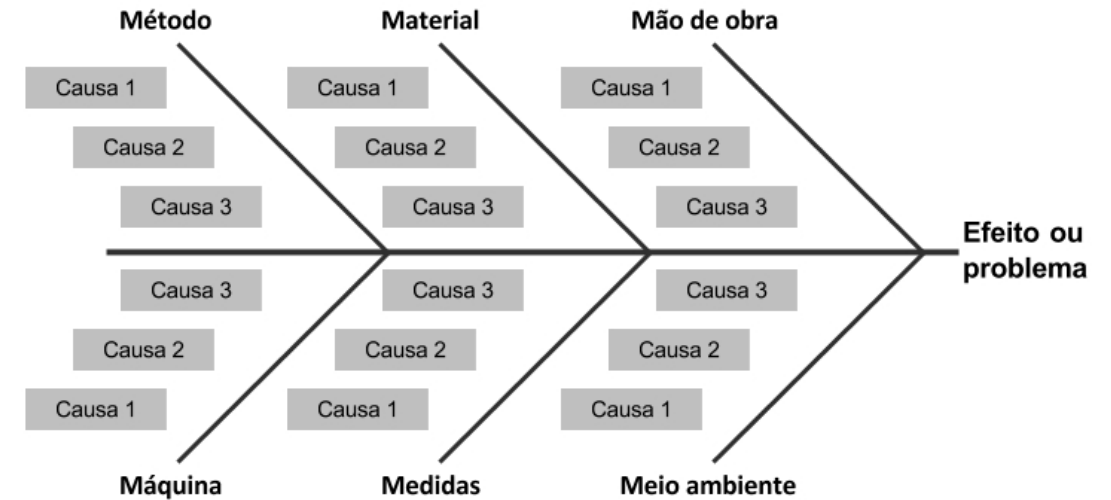 Método
Material
Mão de obra
Causa 1
Causa 1
Causa 1
Causa 2
Causa 2
Causa 2
Causa 3
Causa 3
Causa 3
Efeito ou
problema
Causa 3
Causa 3
Causa 3
Causa 2
Causa 2
Causa 2
Causa 1
Causa 1
Causa 1
Máquina
Medidas
Meio ambiente